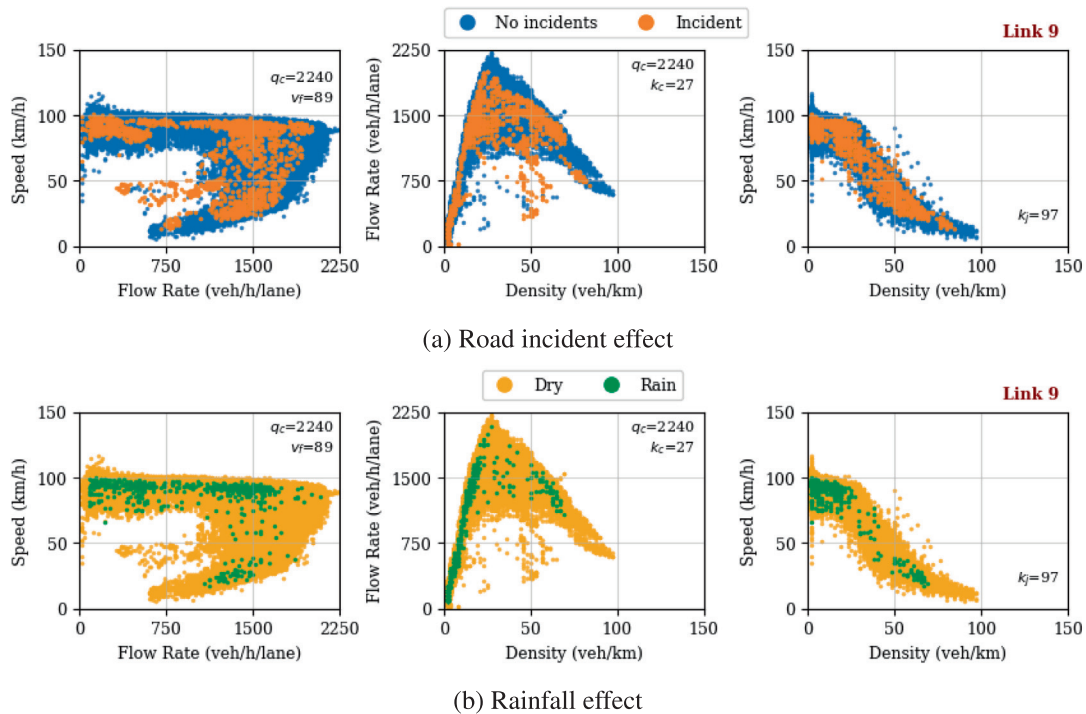 No incidents Incident
Link 9
150
100
50
0
Speed (km/h)
q_c=2240
v_f=89
0 750 1500 2250
Flow Rate (veh/h/lane)
2250
1500
750
0
Flow Rate (veh/h/lane)
q_c=2240
k_c=27
0 50 100 150
Density (veh/km)
150
100
50
0
Speed (km/h)
k_j=97
0 50 100 150
Density (veh/km)
(a) Road incident effect
Dry Rain
Link 9
150
100
50
0
Speed (km/h)
q_c=2240
v_f=89
0 750 1500 2250
Flow Rate (veh/h/lane)
2250
1500
750
0
Flow Rate (veh/h/lane)
q_c=2240
k_c=27
0 50 100 150
Density (veh/km)
150
100
50
0
Speed (km/h)
k_j=97
0 50 100 150
Density (veh/km)
(b) Rainfall effect